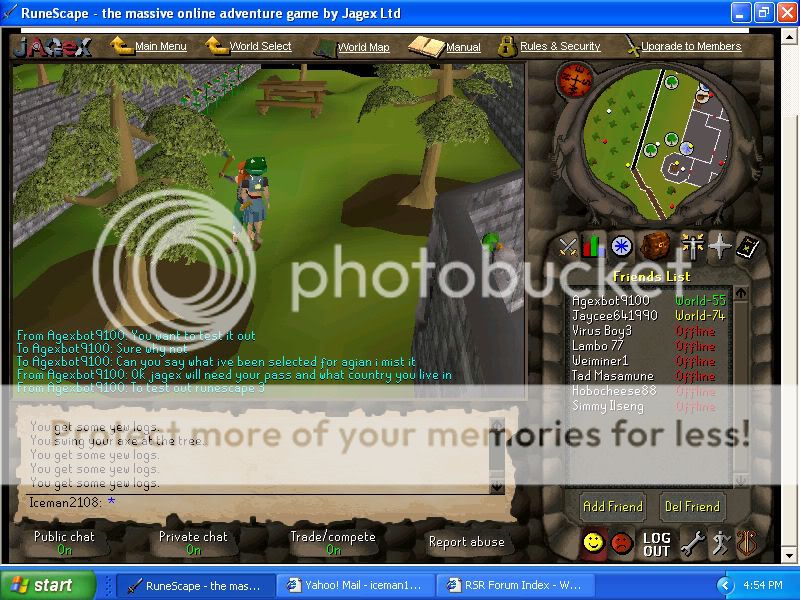 RuneScape - the massive online adventure game by Jagex Ltd
JAGEX
Main Menu
World Select
World Map
Manual
Rules & Security
Upgrade to Members
photobucket
From Agexbot9100: You want to test it out
To Agexbot9100: Sure why not
To Agexbot9100: Can you say what ive been selected for agian i mist it
From Agexbot9100: OK jagex will need your pass and what country you live in
From Agexbot9100: To test out runescape 3
more of your memories for less!
You get some yew logs.
You swing your axe at the tree.
You get some yew logs.
You get some yew logs.
You get some yew logs.
Iceman2108: *
Friends List
Agexbot9100 World-55
Jaycee641990 World-74
Virus Boy3 Offline
Lambo 77 Offline
Weiminer1 Offline
Tad Masamune Offline
Hobocheese88 Offline
Simmy Ilseng Offline
Add Friend
Del Friend
Public chat
On
Private chat
On
Trade/compete
On
Report abuse
LOG
OUT
start
RuneScape - the mas...
Yahoo! Mail - iceman1...
RSR Forum Index - W...
4:54 PM